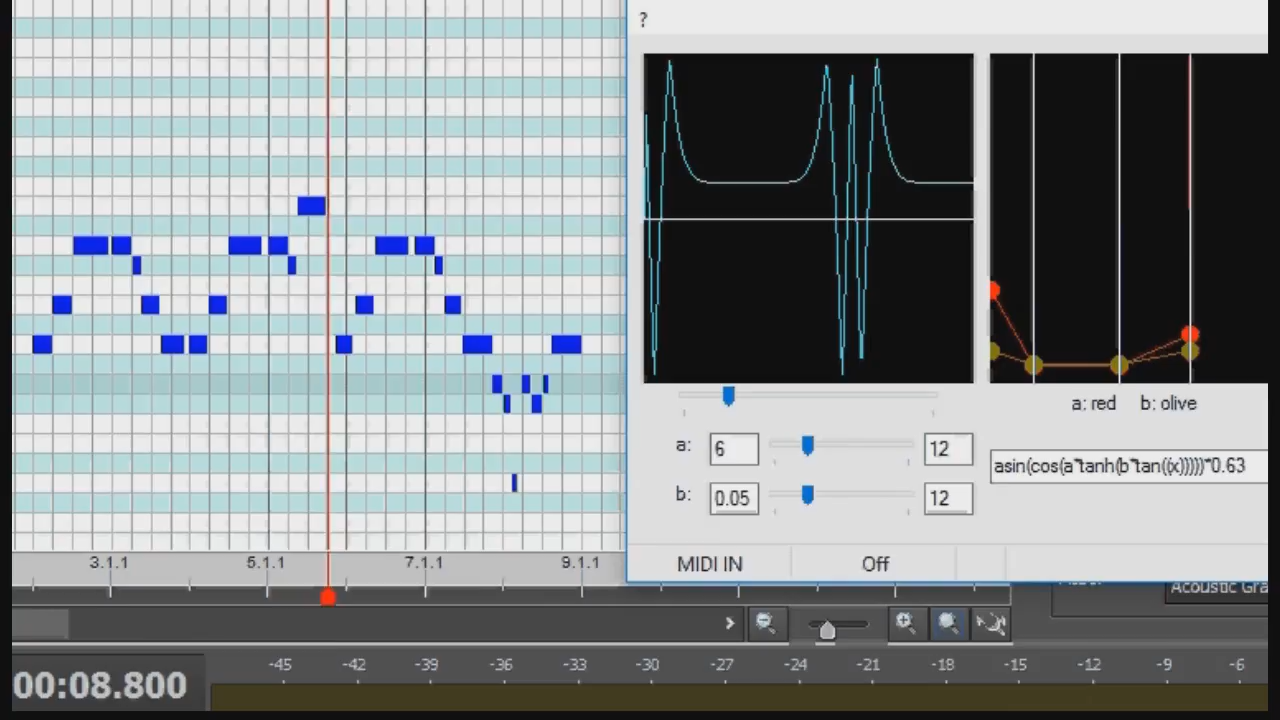 ?
a: red b: olive
a: 6 12
asin(cos(a*tanh(b*tan((x)))))*0.63
b: 0.05 12
MIDI IN Off
3.1.1 5.1.1 7.1.1 9.1.1
Acoustic Gra
-45 -42 -39 -36 -33 -30 -27 -24 -21 -18 -15 -12 -9 -6
00:08.800